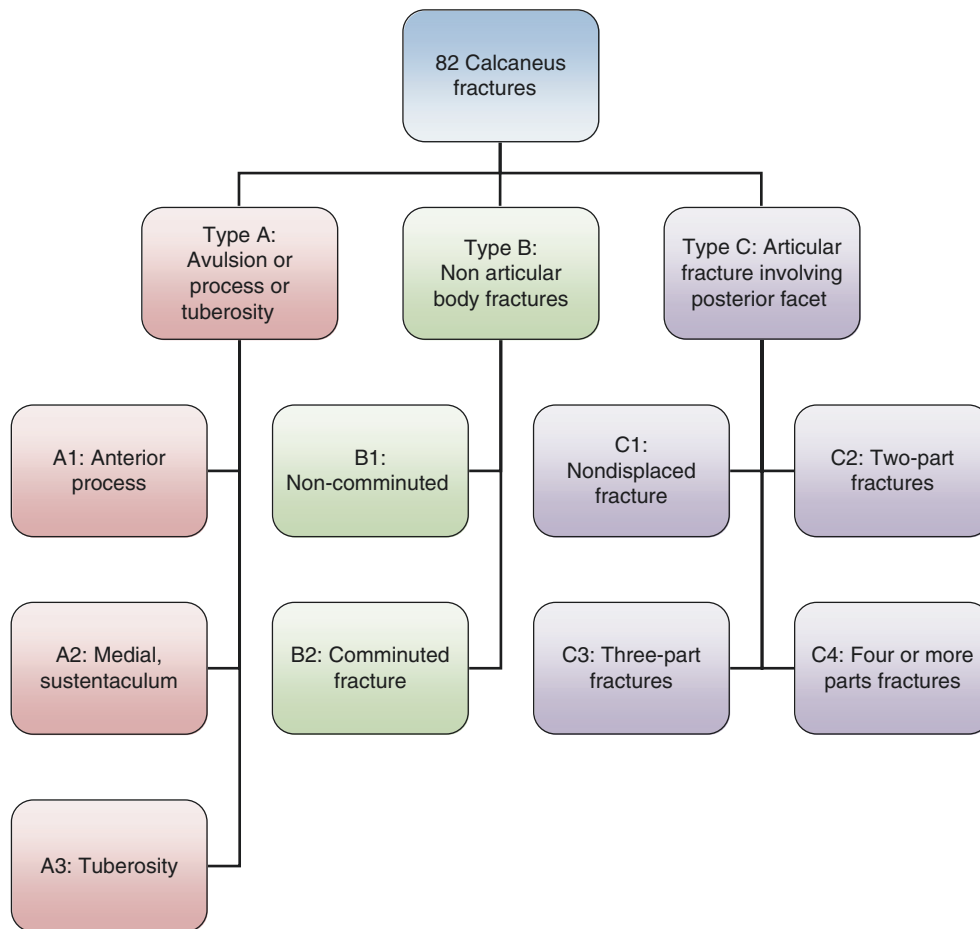 82 Calcaneus
fractures
Type A:
Avulsion or
process or
tuberosity
Type B:
Non articular
body fractures
Type C: Articular
fracture involving
posterior facet
A1: Anterior
process
B1:
Non-comminuted
C1:
Nondisplaced
fracture
C2: Two-part
fractures
A2: Medial,
sustentaculum
B2: Comminuted
fracture
C3: Three-part
fractures
C4: Four or more
parts fractures
A3: Tuberosity